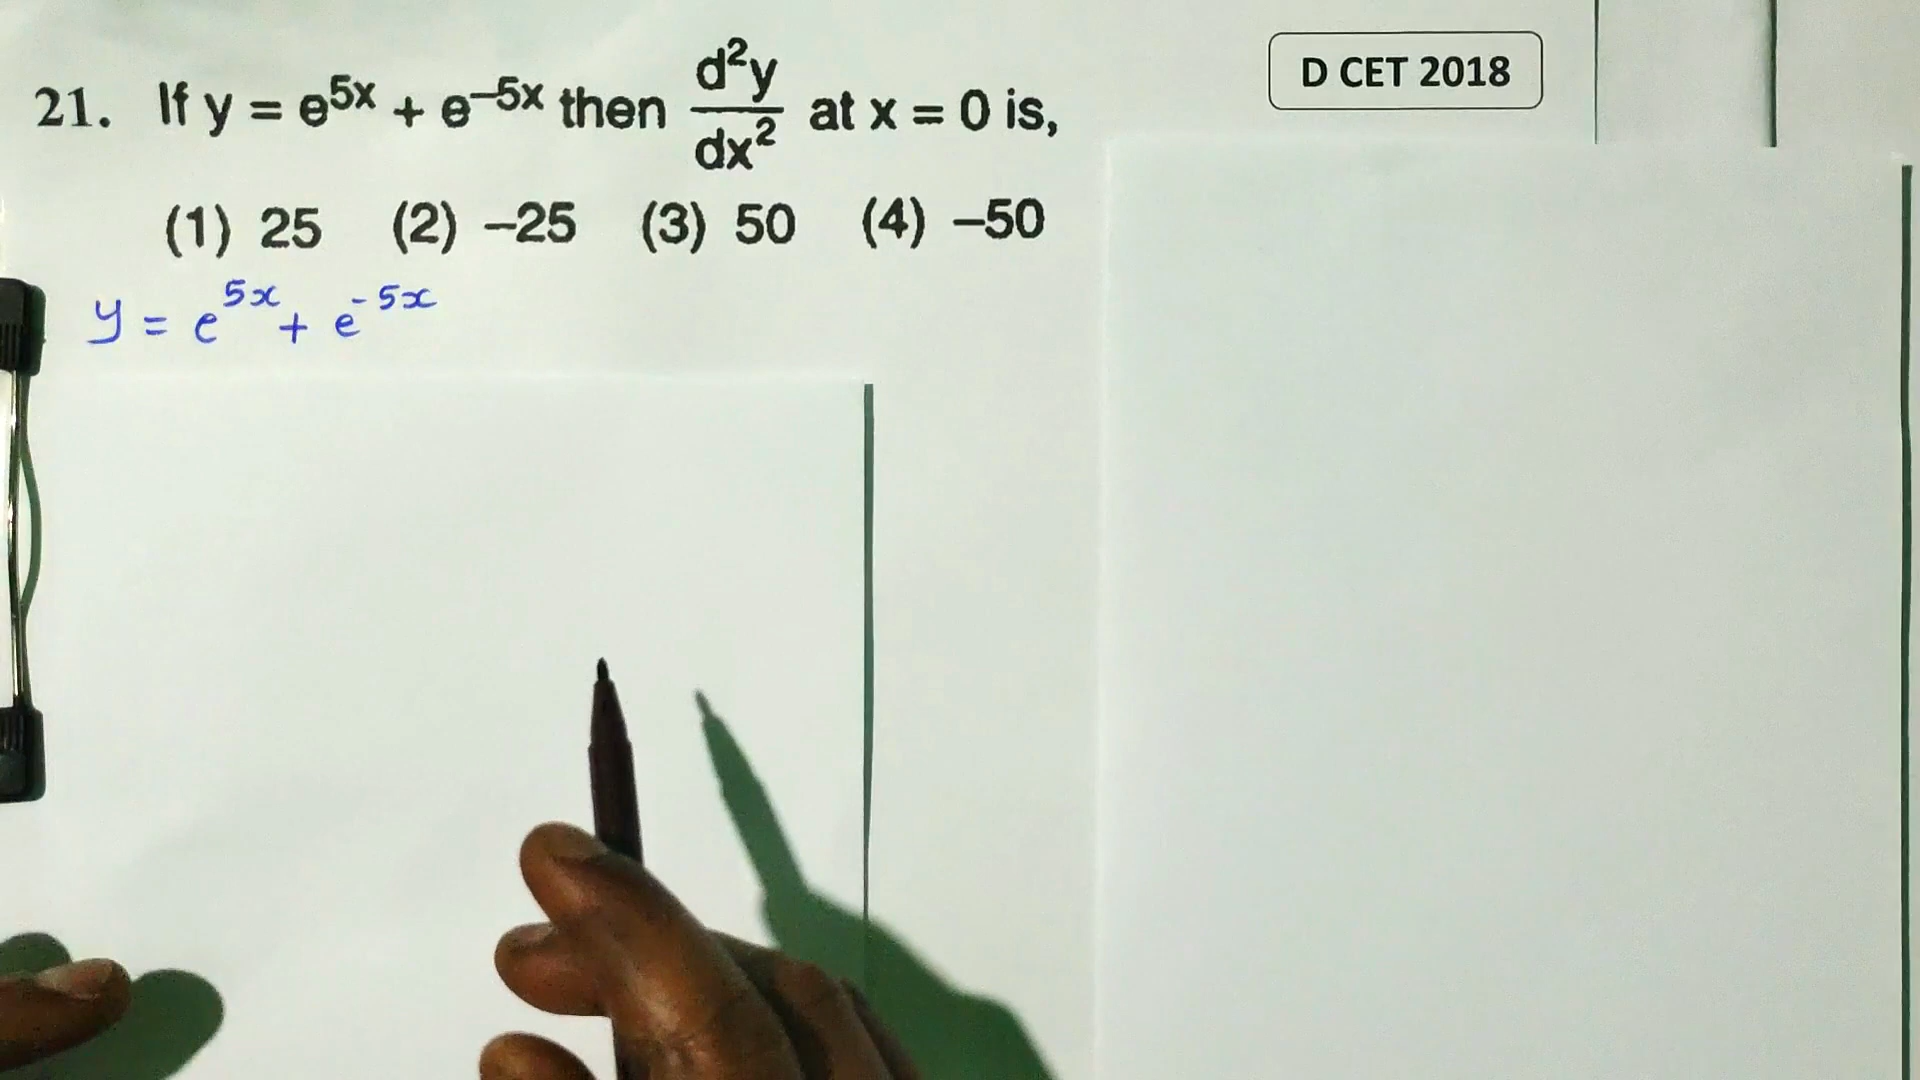 D CET 2018
21. If y = e^5x + e^–5x then d²y/dx² at x = 0 is,
(1) 25 (2) –25 (3) 50 (4) –50
y = e^5x + e^-5x